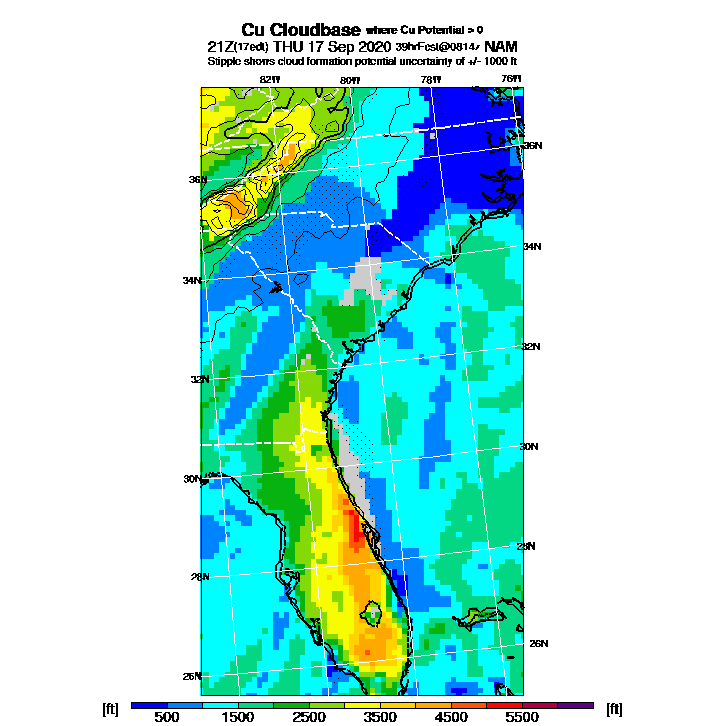 Cu Cloudbase where Cu Potential > 0
21Z(17edt) THU 17 Sep 2020 39hrFcst@0814z NAM
Stipple shows cloud formation potential uncertainty of +/- 1000 ft
82W 80W 78W 76W
36N
36N
34N
34N
32N
32N
30N
30N
28N
28N
26N
26N
[ft] 500 1500 2500 3500 4500 5500 [ft]